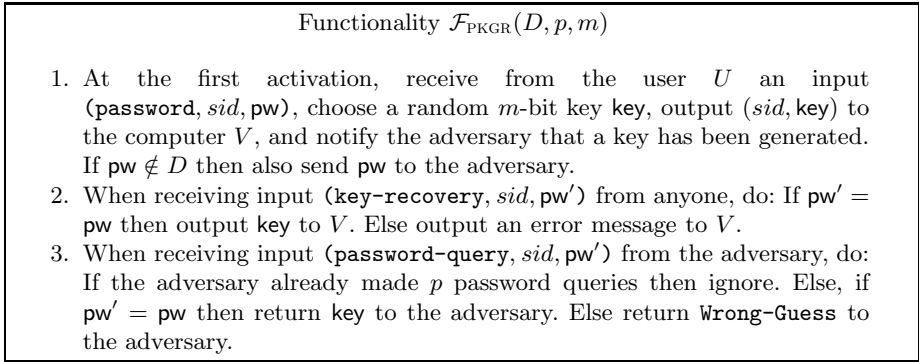 Functionality F_PKGR(D, p, m)
1. At the first activation, receive from the user U an input
(password, sid, pw), choose a random m-bit key key, output (sid, key) to
the computer V, and notify the adversary that a key has been generated.
If pw ∉ D then also send pw to the adversary.
2. When receiving input (key-recovery, sid, pw′) from anyone, do: If pw′ =
pw then output key to V. Else output an error message to V.
3. When receiving input (password-query, sid, pw′) from the adversary, do:
If the adversary already made p password queries then ignore. Else, if
pw′ = pw then return key to the adversary. Else return Wrong-Guess to
the adversary.